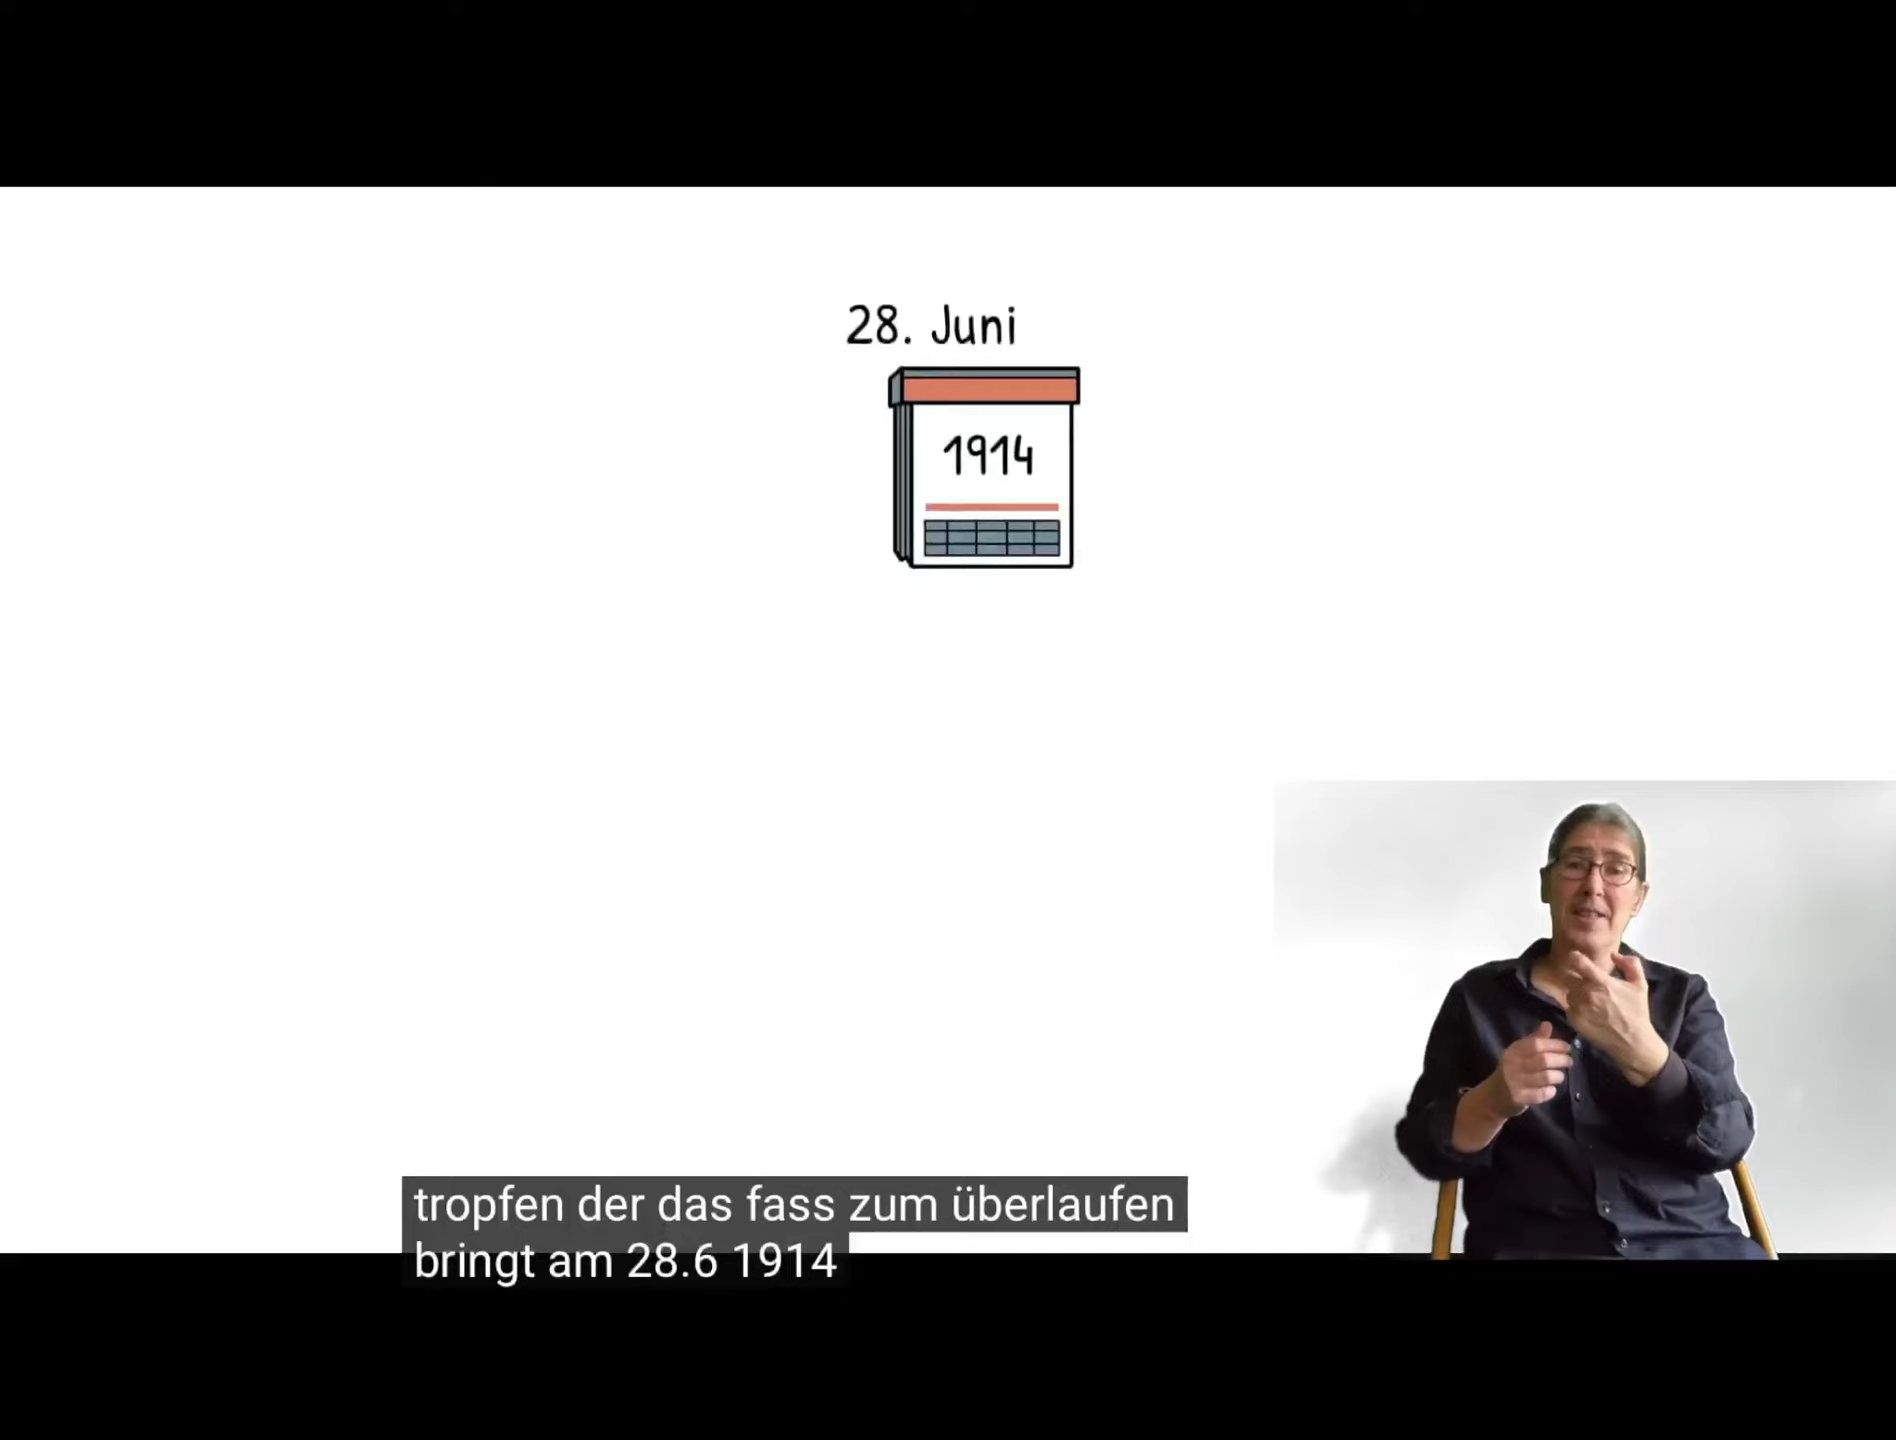 28. Juni
1914
tropfen der das fass zum überlaufen
bringt am 28.6 1914